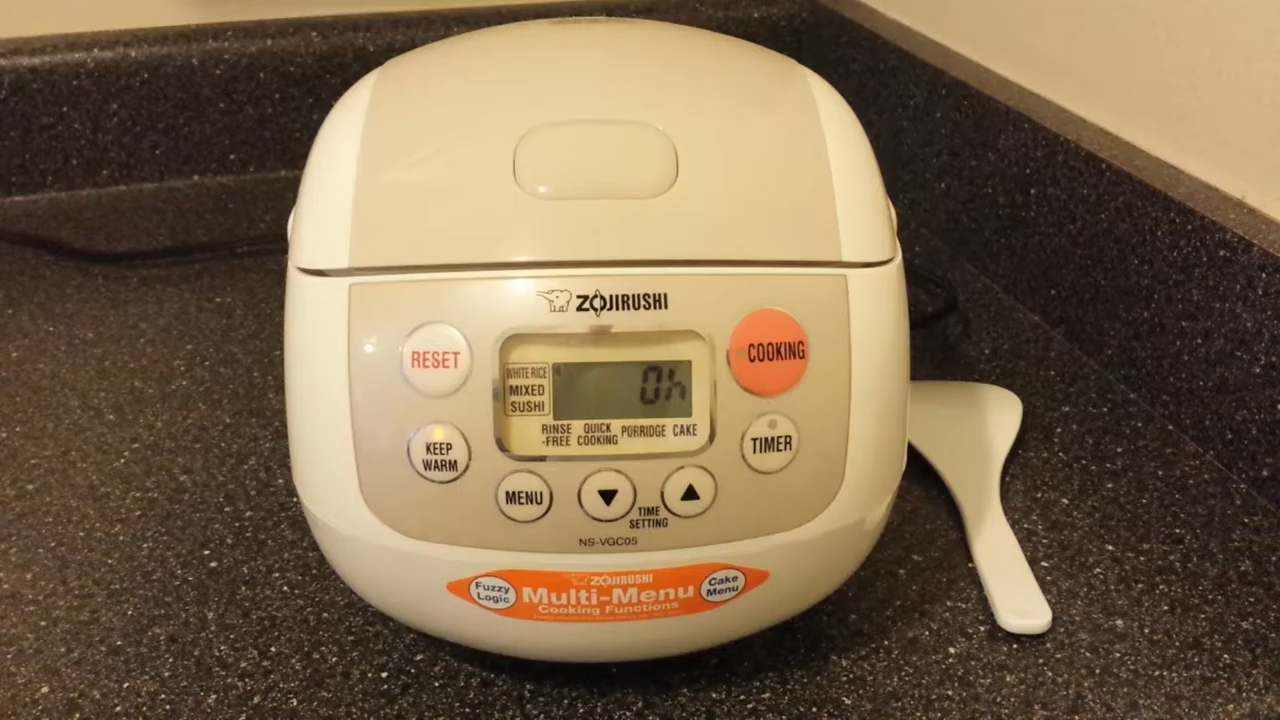 ZOJIRUSHI
RESET
COOKING
WHITE RICE
MIXED
SUSHI
0h
RINSE
-FREE
QUICK
COOKING
PORRIDGE
CAKE
KEEP
WARM
TIMER
MENU
▼
▲
TIME
SETTING
NS-VGC05
ZOJIRUSHI
Fuzzy
Logic
Multi-Menu
Cooking Functions
Cake
Menu